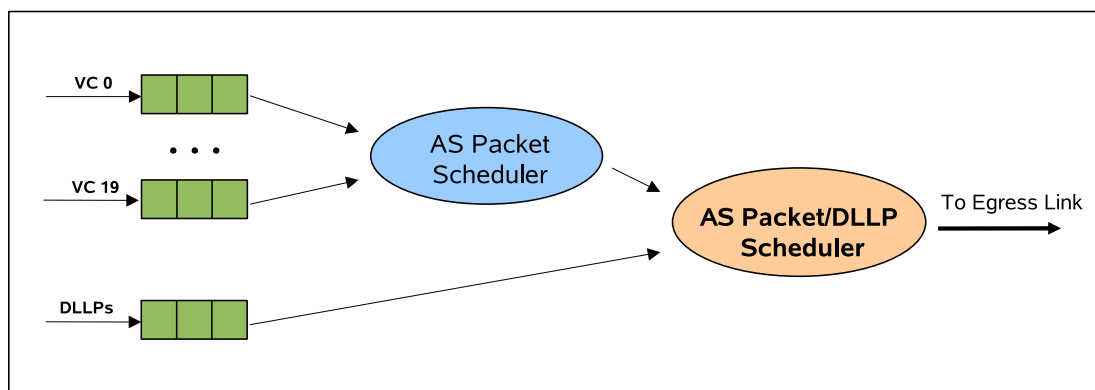 VC 0
. . .
VC 19
DLLPs
AS Packet
Scheduler
AS Packet/DLLP
Scheduler
To Egress Link